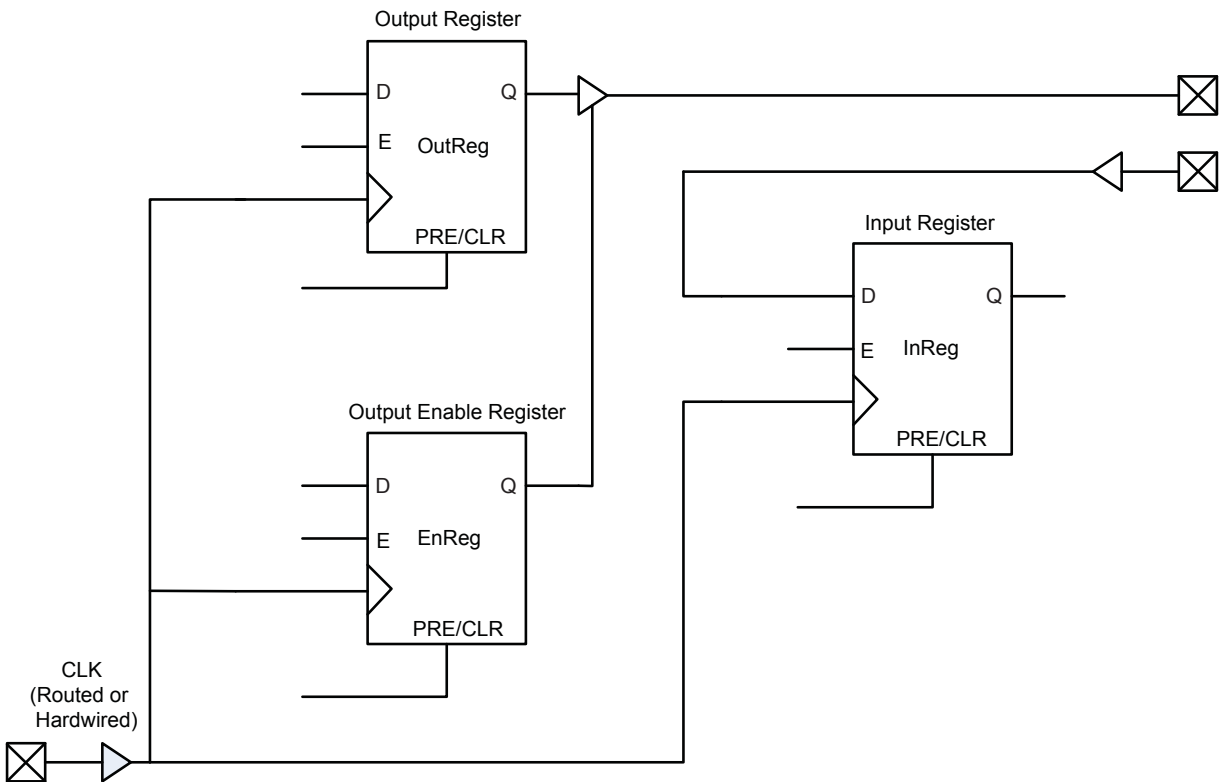 Output Register
D
Q
E
OutReg
PRE/CLR
Input Register
D
Q
E
InReg
PRE/CLR
Output Enable Register
D
Q
E
EnReg
PRE/CLR
CLK
(Routed or
Hardwired)